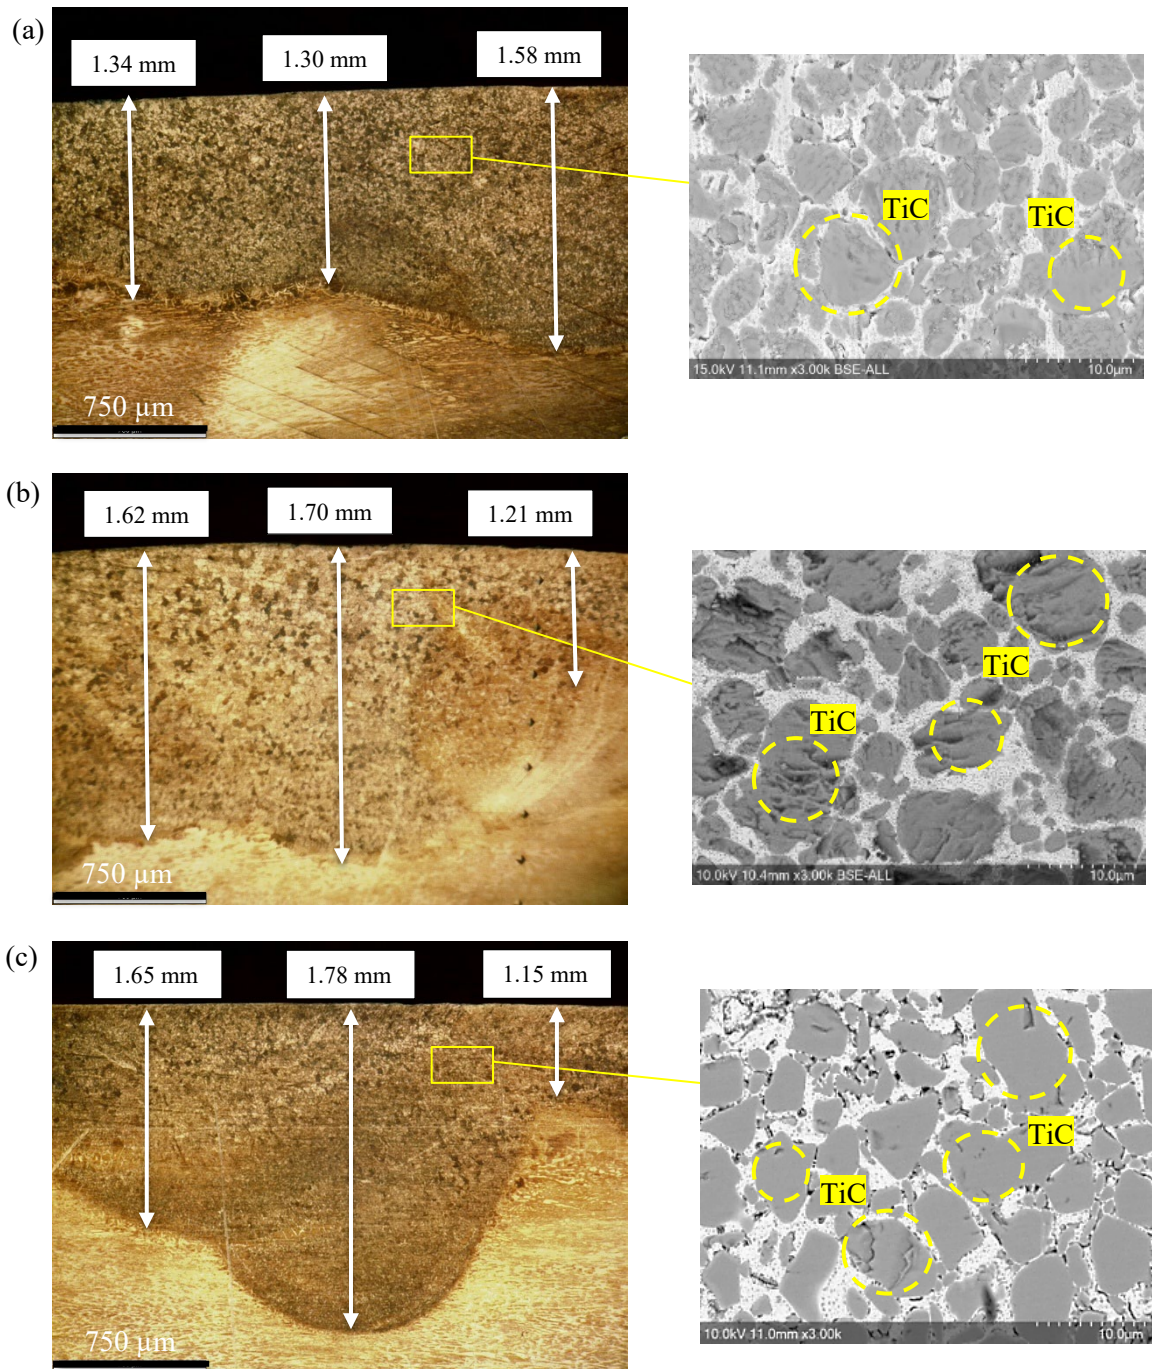 (a)
1.34 mm
1.30 mm
1.58 mm
TiC
TiC
750 µm
15.0kV 11.1mm x3.00k BSE-ALL
10.0µm
(b)
1.62 mm
1.70 mm
1.21 mm
TiC
TiC
750 µm
10.0kV 10.4mm x3.00k BSE-ALL
10.0µm
(c)
1.65 mm
1.78 mm
1.15 mm
TiC
TiC
750 µm
10.0kV 11.0mm x3.00k
10.0µm